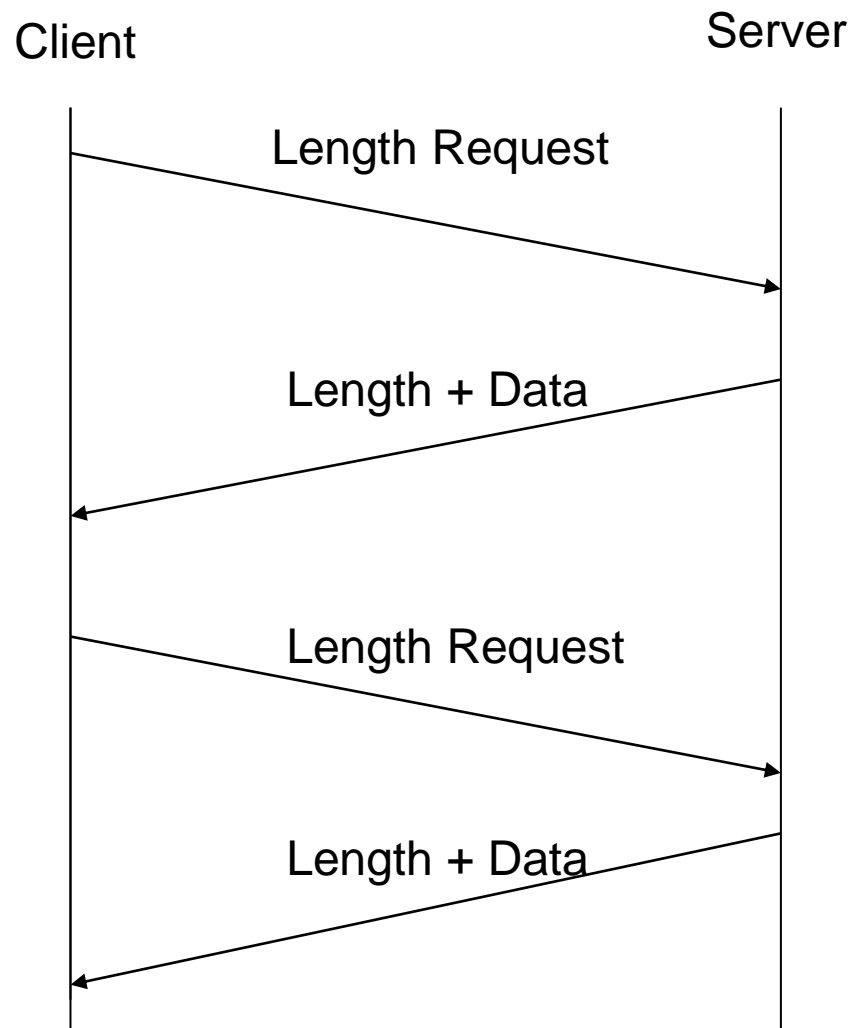 Client
Server
Length Request
Length + Data
Length Request
Length + Data